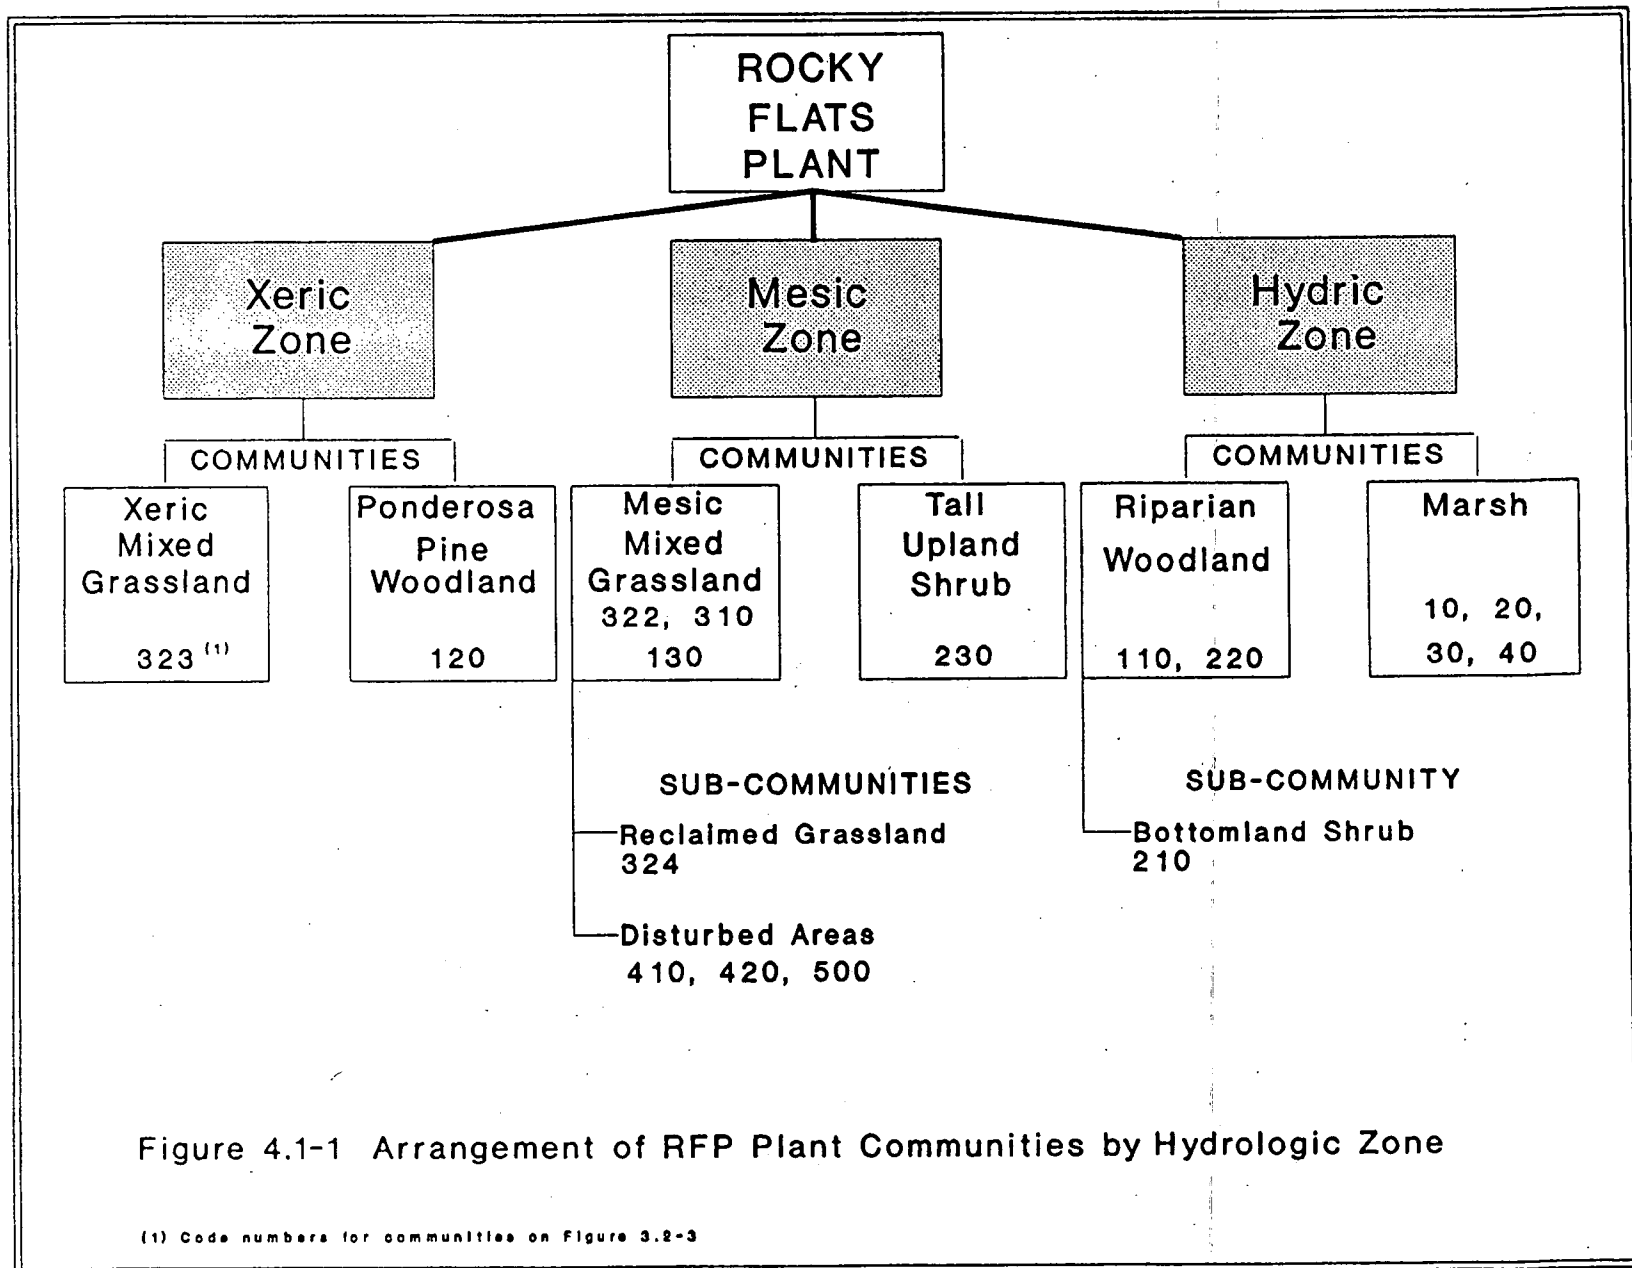 ROCKY
FLATS
PLANT
Xeric
Zone
Mesic
Zone
Hydric
Zone
COMMUNITIES
COMMUNITIES
COMMUNITIES
Xeric
Mixed
Grassland
323 (1)
Ponderosa
Pine
Woodland
120
Mesic
Mixed
Grassland
322, 310
130
Tall
Upland
Shrub
230
Riparian
Woodland
110, 220
Marsh
10, 20,
30, 40
SUB-COMMUNITIES
Reclaimed Grassland
324
Disturbed Areas
410, 420, 500
SUB-COMMUNITY
Bottomland Shrub
210
Figure 4.1-1 Arrangement of RFP Plant Communities by Hydrologic Zone
(1) Code numbers for communities on Figure 3.2-3